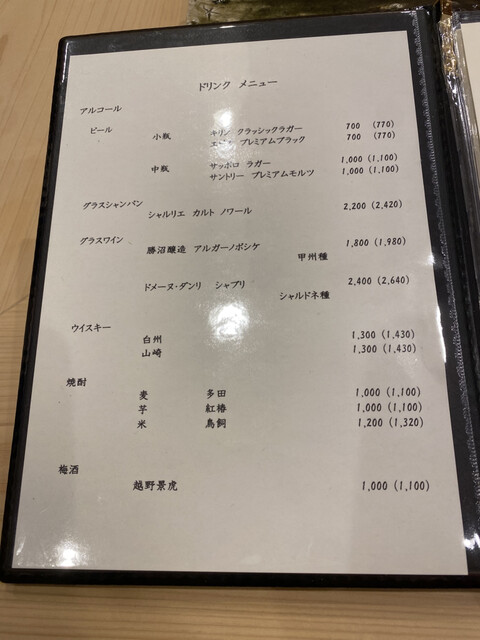 ドリンク メニュー
アルコール
ビール 小瓶 キリン クラッシックラガー 700 (770)
プレミアムブラック 700 (770)
中瓶 サッポロ ラガー 1,000 (1,100)
サントリー プレミアムモルツ 1,000 (1,100)
グラスシャンパン
シャルリエ カルト ノワール 2,200 (2,420)
グラスワイン
勝沼醸造 アルガーノボシケ 1,800 (1,980)
甲州種
ドメーヌ・ダンリ シャブリ 2,400 (2,640)
シャルドネ種
ウイスキー
白州 1,300 (1,430)
山崎 1,300 (1,430)
焼酎
麦 多田 1,000 (1,100)
芋 紅椿 1,000 (1,100)
米 鳥飼 1,200 (1,320)
梅酒
越野景虎 1,000 (1,100)